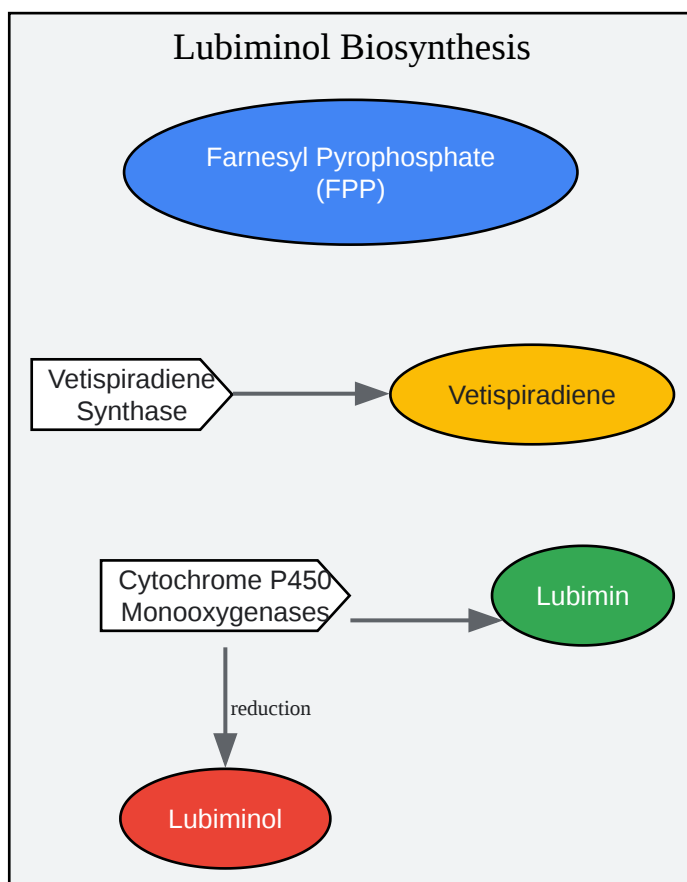 Lubiminol Biosynthesis
Farnesyl Pyrophosphate
(FPP)
Vetispiradiene
Synthase
Vetispiradiene
Cytochrome P450
Monooxygenases
Lubimin
reduction
Lubiminol